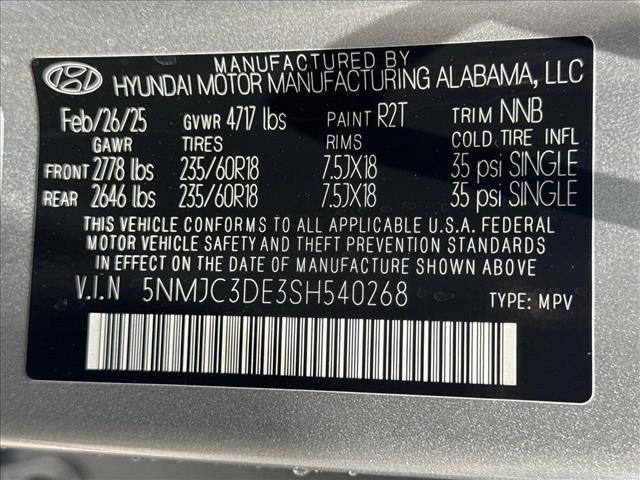 MANUFACTURED BY
HYUNDAI MOTOR MANUFACTURING ALABAMA, LLC
Feb/26/25 GVWR 4717 lbs PAINT R2T TRIM NNB
GAWR TIRES RIMS COLD TIRE INFL
FRONT 2778 lbs 235/60R18 7.5JX18 35 psi SINGLE
REAR 2646 lbs 235/60R18 7.5JX18 35 psi SINGLE
THIS VEHICLE CONFORMS TO ALL APPLICABLE U.S.A. FEDERAL
MOTOR VEHICLE SAFETY AND THEFT PREVENTION STANDARDS
IN EFFECT ON THE DATE OF MANUFACTURE SHOWN ABOVE.
V.I.N 5NMJC3DE3SH540268 TYPE: MPV